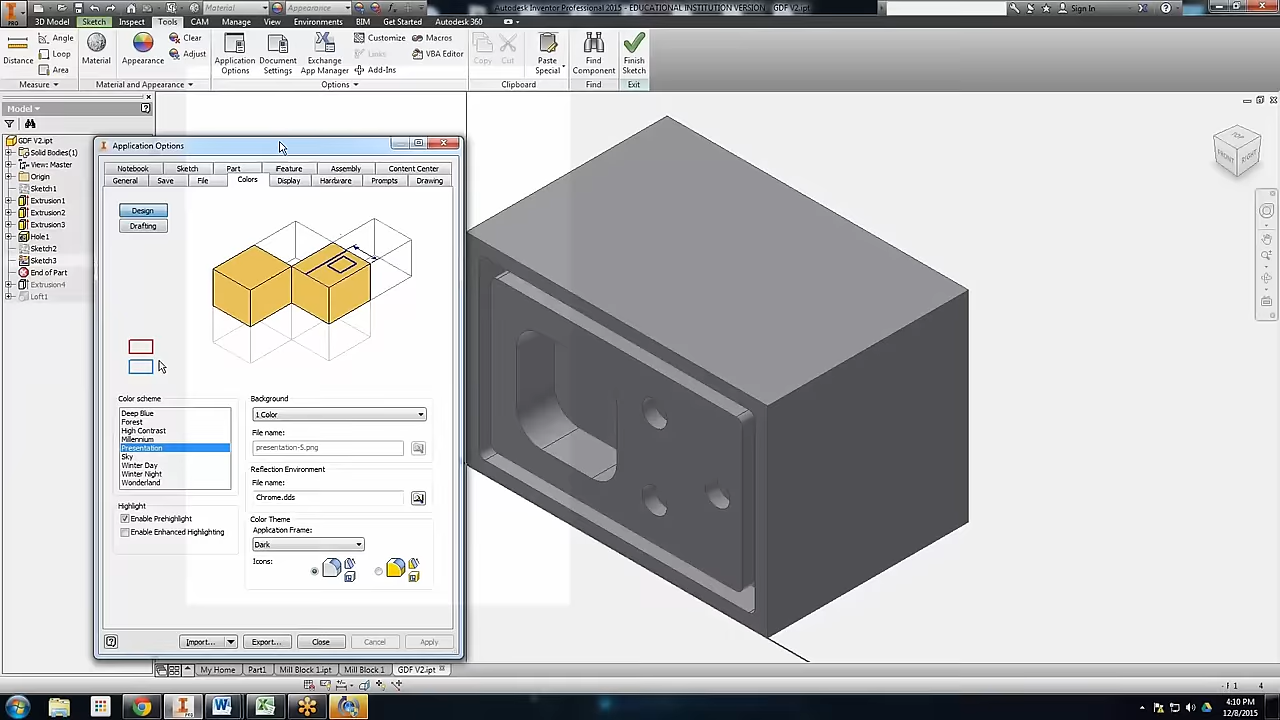 Material
Appearance
Autodesk Inventor Professional 2015 - EDUCATIONAL INSTITUTION VERSION
GDF V2.ipt
Sign In
PRO
3D Model
Sketch
Inspect
Tools
CAM
Manage
View
Environments
BIM
Get Started
Autodesk 360
Distance
Angle
Loop
Area
Material
Appearance
Clear
Adjust
Application Options
Document Settings
Exchange App Manager
Customize
Links
Add-Ins
Macros
VBA Editor
Copy
Cut
Paste Special
Find Component
Finish Sketch
Measure
Material and Appearance
Options
Clipboard
Find
Exit
Model
GDF V2.ipt
Solid Bodies(1)
View: Master
Origin
Sketch1
Extrusion1
Extrusion2
Extrusion3
Hole1
Sketch2
Sketch3
End of Part
Extrusion4
Loft1
Application Options
Notebook
Sketch
Part
Feature
Assembly
Content Center
General
Save
File
Colors
Display
Hardware
Prompts
Drawing
Design
Drafting
Color scheme
Deep Blue
Forest
High Contrast
Millennium
Presentation
Sky
Winter Day
Winter Night
Wonderland
Highlight
Enable Prehighlight
Enable Enhanced Highlighting
Background
1 Color
File name:
presentation-5.png
Reflection Environment
File name:
Chrome.dds
Color Theme
Application Frame:
Dark
Icons:
Import...
Export...
Close
Cancel
Apply
TOP
FRONT
RIGHT
My Home
Part1
Mill Block 1.ipt
Mill Block 1
GDF V2.ipt
4
4:10 PM
12/8/2015